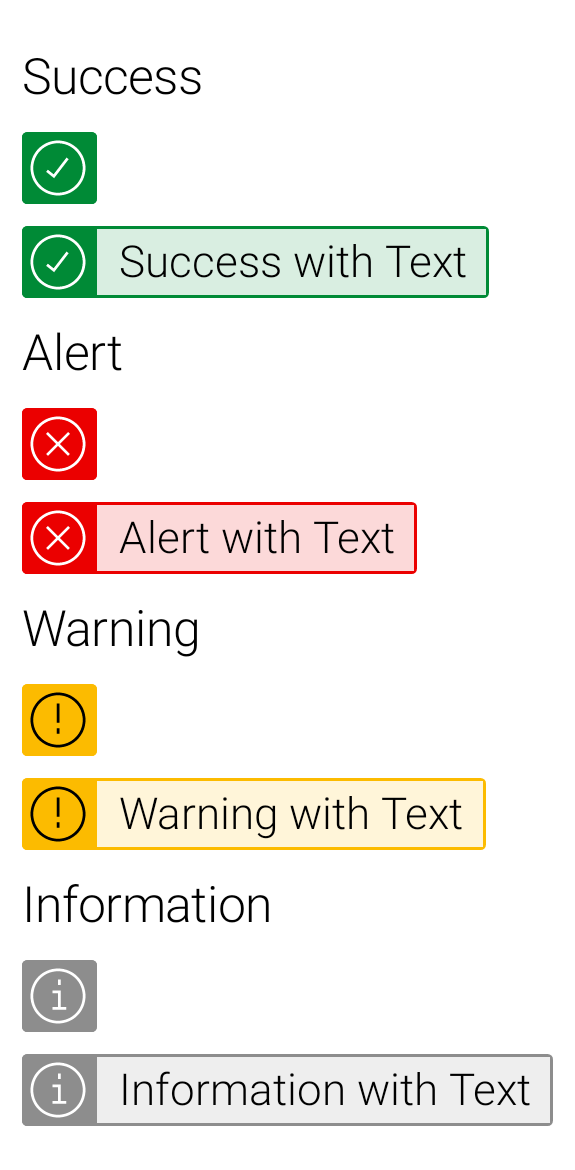 Success
Success with Text
Alert
Alert with Text
Warning
Warning with Text
Information
Information with Text